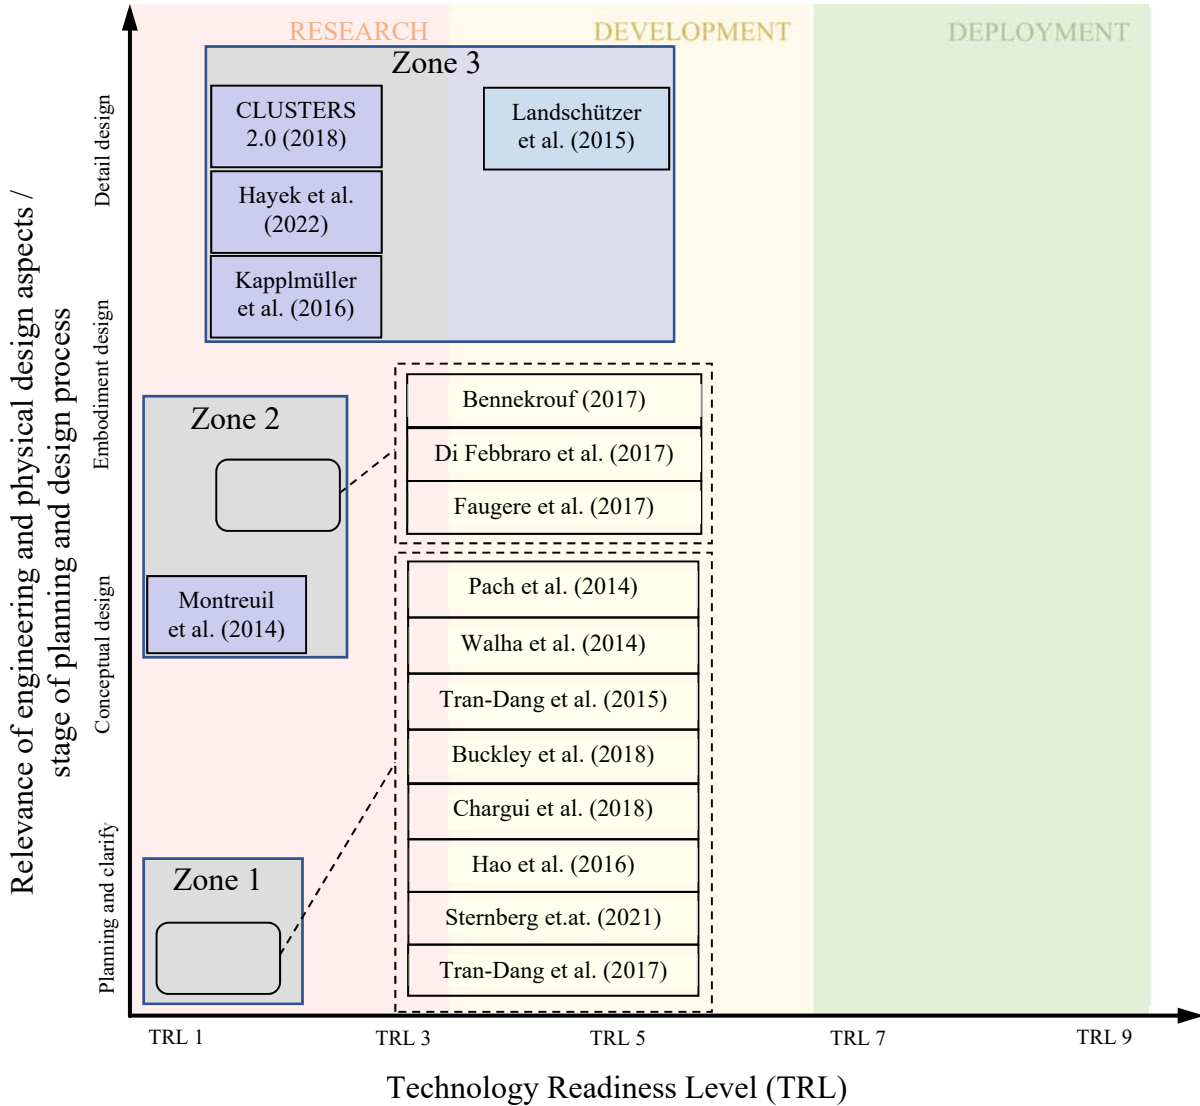 RESEARCH
DEVELOPMENT
DEPLOYMENT
Zone 3
CLUSTERS
2.0 (2018)
Landschützer
et al. (2015)
Hayek et al.
(2022)
Kapplmüller
et al. (2016)
Zone 2
Montreuil
et al. (2014)
Bennekrouf (2017)
Di Febbraro et al. (2017)
Faugere et al. (2017)
Pach et al. (2014)
Walha et al. (2014)
Tran-Dang et al. (2015)
Buckley et al. (2018)
Chargui et al. (2018)
Hao et al. (2016)
Sternberg et.at. (2021)
Tran-Dang et al. (2017)
Zone 1
Relevance of engineering and physical design aspects /
stage of planning and design process
Detail design
Embodiment design
Conceptual design
Planning and clarify
TRL 1
TRL 3
TRL 5
TRL 7
TRL 9
Technology Readiness Level (TRL)